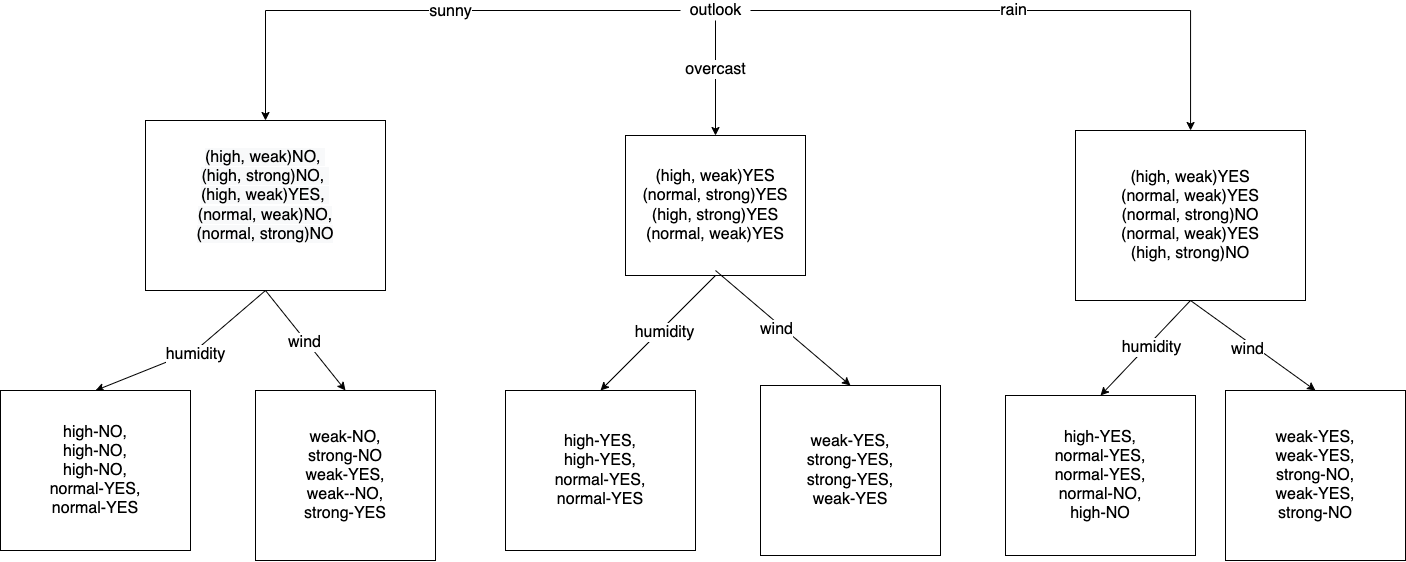 sunny
outlook
rain
overcast
(high, weak)NO,
(high, strong)NO,
(high, weak)YES,
(normal, weak)NO,
(normal, strong)NO
(high, weak)YES
(normal, strong)YES
(high, strong)YES
(normal, weak)YES
(high, weak)YES
(normal, weak)YES
(normal, strong)NO
(normal, weak)YES
(high, strong)NO
humidity
wind
humidity
wind
humidity
wind
high-NO,
high-NO,
high-NO,
normal-YES,
normal-YES
weak-NO,
strong-NO
weak-YES,
weak--NO,
strong-YES
high-YES,
high-YES,
normal-YES,
normal-YES
weak-YES,
strong-YES,
strong-YES,
weak-YES
high-YES,
normal-YES,
normal-YES,
normal-NO,
high-NO
weak-YES,
weak-YES,
strong-NO,
weak-YES,
strong-NO